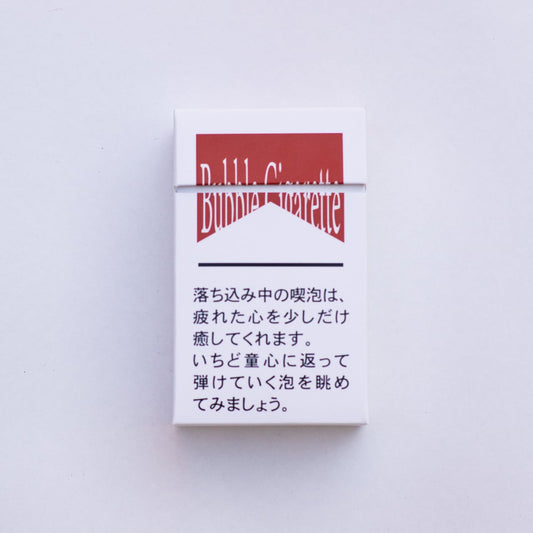 Bubble Cigarette
落ち込み中の喫泡は、
疲れた心を少しだけ
癒してくれます。
いちど童心に返って
弾けていく泡を眺め
てみましょう。